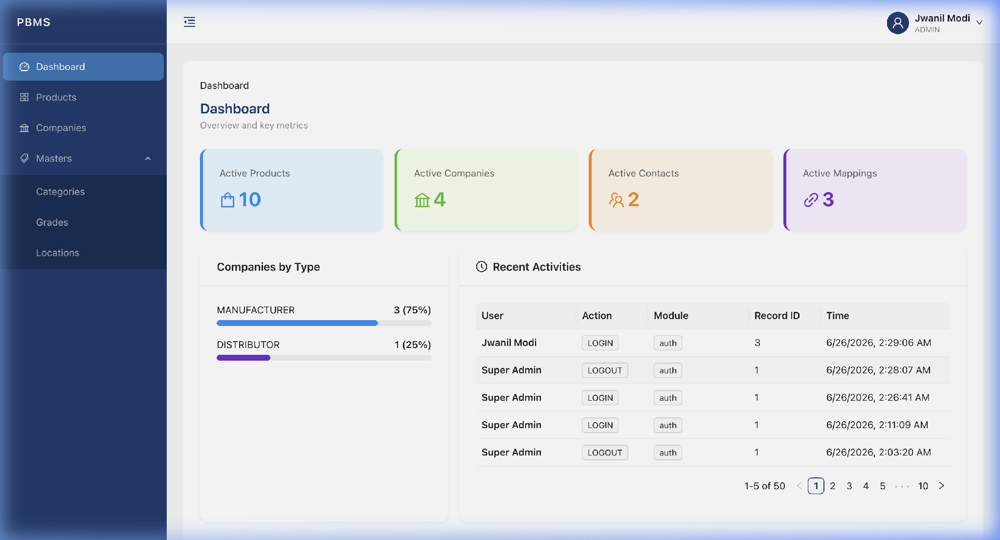 PBMS
Jwanil Modi
ADMIN
Dashboard
Products
Companies
Masters
Categories
Grades
Locations
Dashboard
Dashboard
Overview and key metrics
Active Products
10
Active Companies
4
Active Contacts
2
Active Mappings
3
Companies by Type
MANUFACTURER 3 (75%)
DISTRIBUTOR 1 (25%)
Recent Activities
User Action Module Record ID Time
Jwanil Modi LOGIN auth 3 6/26/2026, 2:29:06 AM
Super Admin LOGOUT auth 1 6/26/2026, 2:28:07 AM
Super Admin LOGIN auth 1 6/26/2026, 2:26:41 AM
Super Admin LOGIN auth 1 6/26/2026, 2:11:09 AM
Super Admin LOGOUT auth 1 6/26/2026, 2:03:20 AM
1-5 of 50 1 2 3 4 5 ••• 10